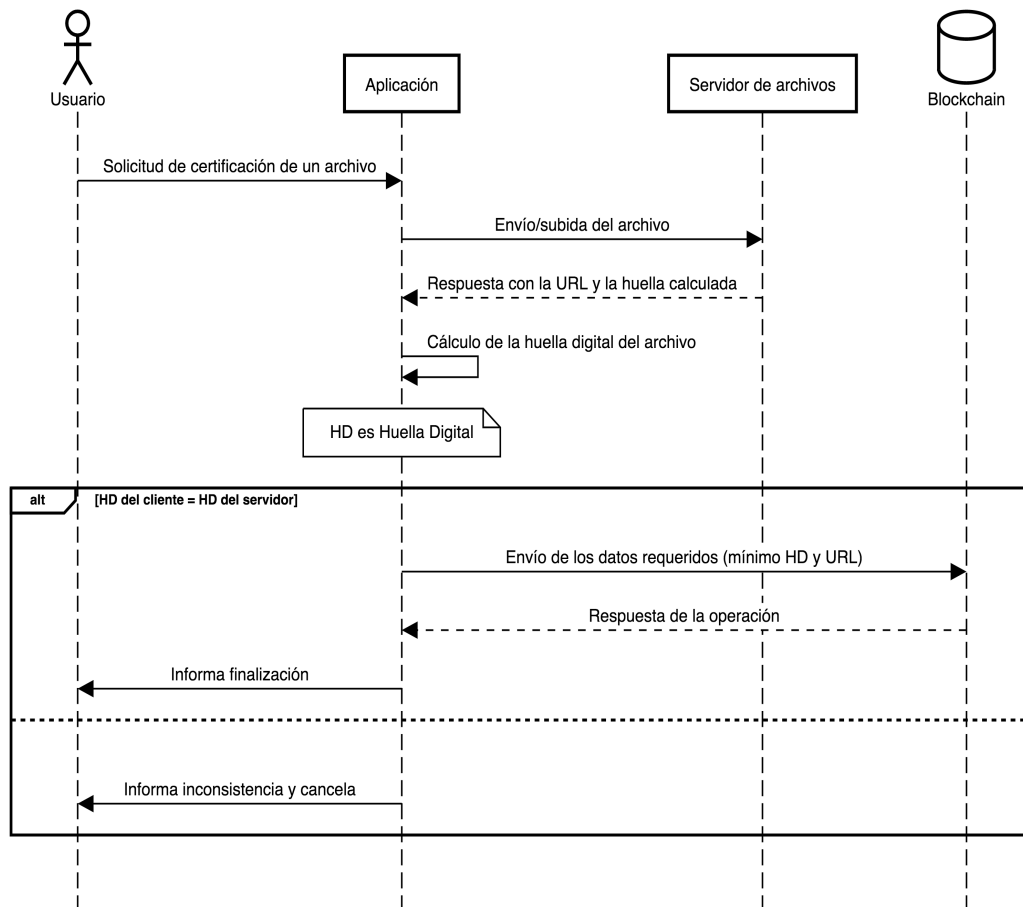 Usuario
Aplicación
Servidor de archivos
Blockchain
Solicitud de certificación de un archivo
Envío/subida del archivo
Respuesta con la URL y la huella calculada
Cálculo de la huella digital del archivo
HD es Huella Digital
alt
[HD del cliente = HD del servidor]
Envío de los datos requeridos (mínimo HD y URL)
Respuesta de la operación
Informa finalización
Informa inconsistencia y cancela